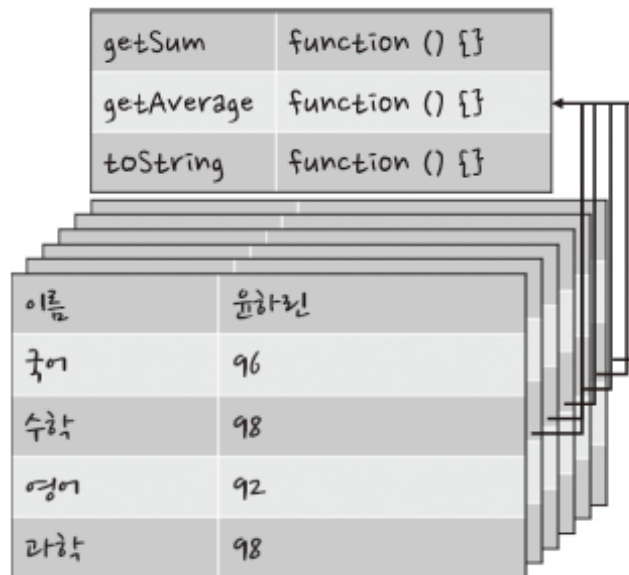 getSum function () {}
getAverage function () {}
toString function () {}
이름 윤하린
국어 96
수학 98
영어 92
과학 98